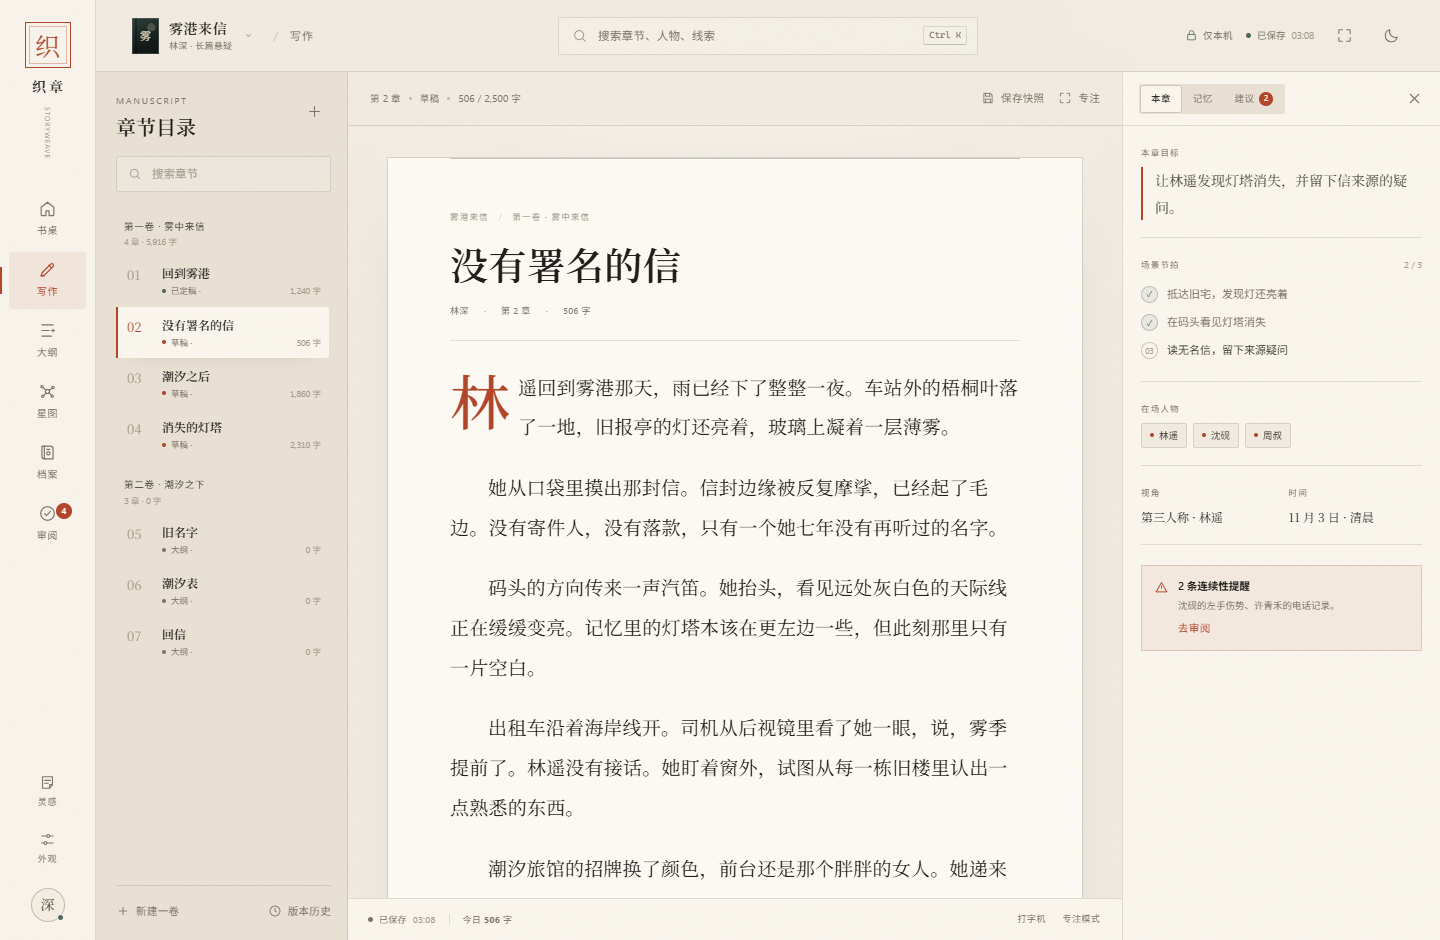 织
织章
STORYWEAVE
书桌
写作
大纲
星图
档案
审阅
4
灵感
外观
深
雾
雾港来信
林深 · 长篇悬疑
/ 写作
搜索章节、人物、线索
Ctrl K
仅本机
已保存 03:08
MANUSCRIPT
章节目录
搜索章节
第一卷 · 雾中来信
4 章 · 5,916 字
01 回到雾港
已定稿 · 1,240 字
02 没有署名的信
草稿 · 506 字
03 潮汐之后
草稿 · 1,860 字
04 消失的灯塔
草稿 · 2,310 字
第二卷 · 潮汐之下
3 章 · 0 字
05 旧名字
大纲 · 0 字
06 潮汐表
大纲 · 0 字
07 回信
大纲 · 0 字
新建一卷
版本历史
第 2 章 • 草稿 • 506 / 2,500 字
保存快照
专注
雾港来信 / 第一卷 · 雾中来信
没有署名的信
林深 · 第 2 章 · 506 字
林遥回到雾港那天，雨已经下了整整一夜。车站外的梧桐叶落
了一地，旧报亭的灯还亮着，玻璃上凝着一层薄雾。
她从口袋里摸出那封信。信封边缘被反复摩挲，已经起了毛
边。没有寄件人，没有落款，只有一个她七年没有再听过的名字。
码头的方向传来一声汽笛。她抬头，看见远处灰白色的天际线
正在缓缓变亮。记忆里的灯塔本该在更左边一些，但此刻那里只有
一片空白。
出租车沿着海岸线开。司机从后视镜里看了她一眼，说，雾季
提前了。林遥没有接话。她盯着窗外，试图从每一栋旧楼里认出一
点熟悉的东西。
潮汐旅馆的招牌换了颜色，前台还是那个胖胖的女人。她递来
已保存 03:08
今日 506 字
打字机
专注模式
本章
记忆
建议 2
本章目标
让林遥发现灯塔消失，并留下信来源的疑
问。
场景节拍 2 / 3
抵达旧宅，发现灯还亮着
在码头看见灯塔消失
03 读无名信，留下来源疑问
在场人物
林遥
沈砚
周叔
视角
第三人称 · 林遥
时间
11 月 3 日 · 清晨
2 条连续性提醒
沈砚的左手伤势、许青禾的电话记录。
去审阅